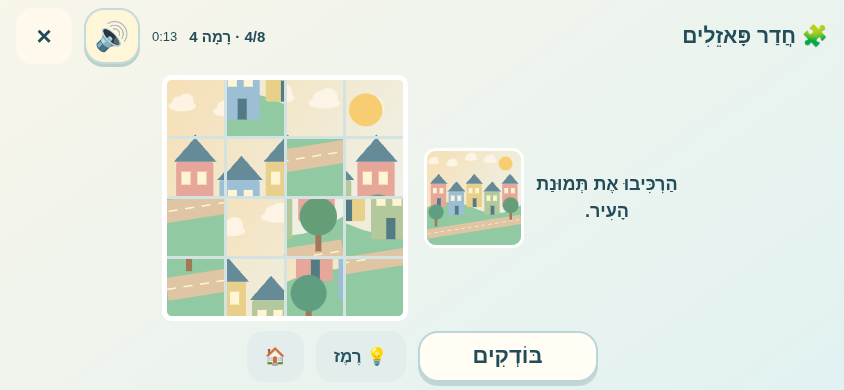 🧩 חֲדַר פָּאזֵלִים
4/8 · רָמָה 4
0:13
✕
הַרְכִּיבוּ אֶת תְּמוּנַת
הָעִיר.
בּוֹדְקִים
💡 רֶמֶז